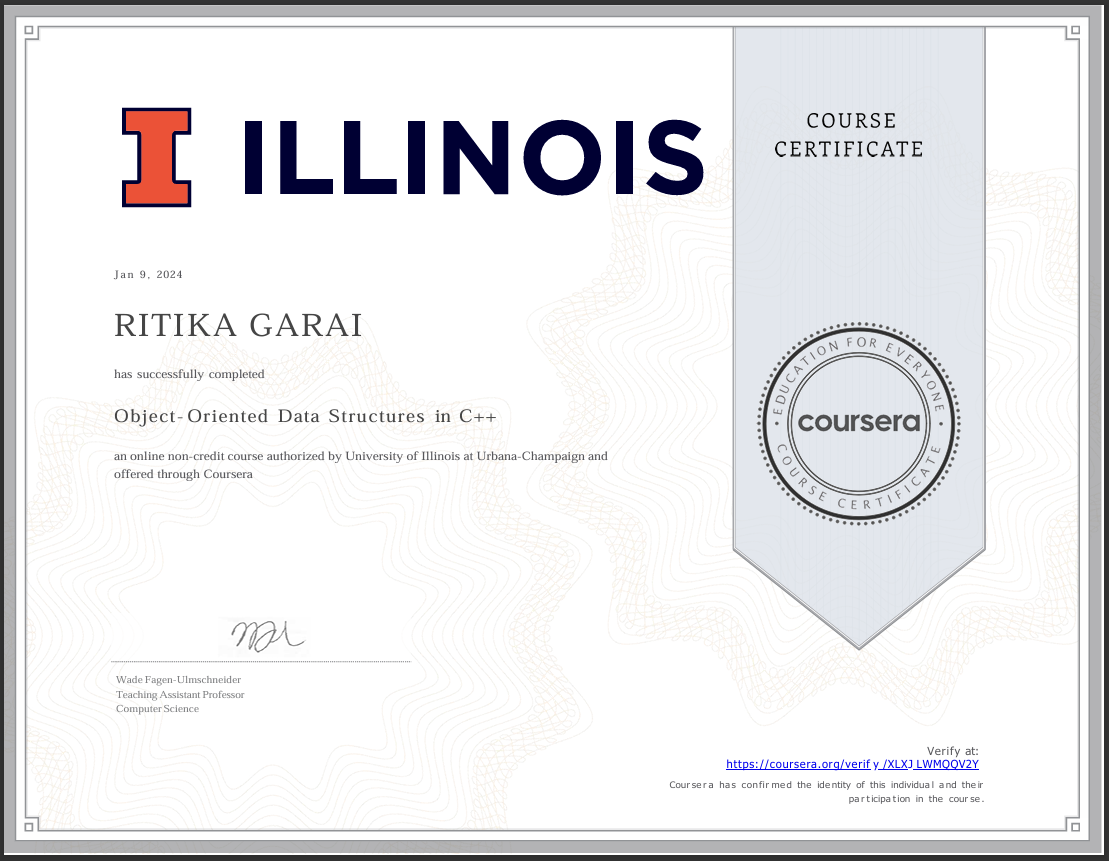 I ILLINOIS
COURSE
CERTIFICATE
Jan 9, 2024
RITIKA GARAI
has successfully completed
Object-Oriented Data Structures in C++
an online non-credit course authorized by University of Illinois at Urbana-Champaign and
offered through Coursera
EDUCATION FOR EVERYONE
coursera
COURSE CERTIFICATE
Wade Fagen-Ulmschneider
Teaching Assistant Professor
Computer Science
Verify at:
https://coursera.org/verify/XLXJLWMQQV2Y
Coursera has confirmed the identity of this individual and their
participation in the course.